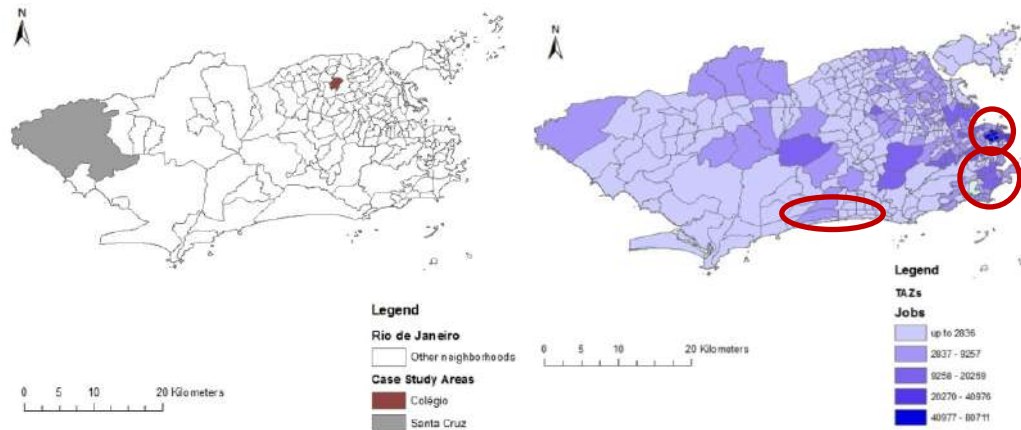 N
Legend
Rio de Janeiro
Other neighborhoods
Case Study Areas
Colégio
Santa Cruz
0 5 10 20 Kilometers
N
Legend
TAZs
Jobs
up to 2836
2837 - 9257
9258 - 20269
20270 - 40976
40977 - 80711
0 5 10 20 Kilometers